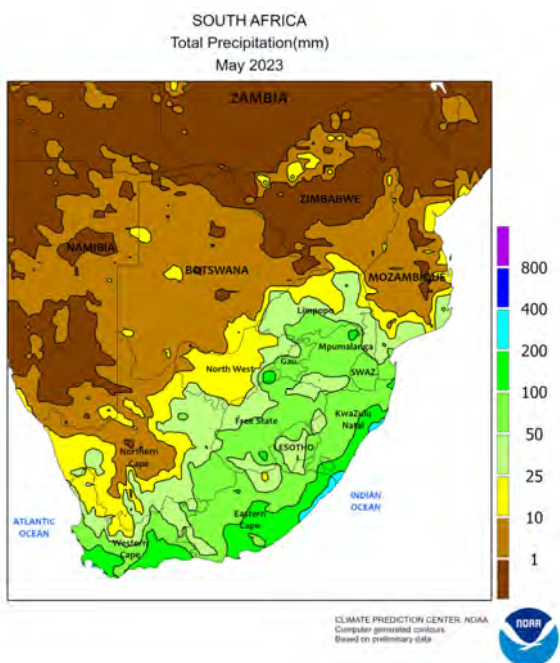 SOUTH AFRICA
Total Precipitation(mm)
May 2023
ZAMBIA
ZIMBABWE
NAMIBIA
BOTSWANA
MOZAMBIQUE
Limpopo
Mpumalanga
North West
Gau.
SWAZ.
Free State
KwaZulu
Natal
LESOTHO
Northern
Cape
INDIAN
OCEAN
ATLANTIC
OCEAN
Eastern
Cape
Western
Cape
800
400
200
100
50
25
10
1
CLIMATE PREDICTION CENTER, NOAA
Computer generated contours
Based on preliminary data
NOAA